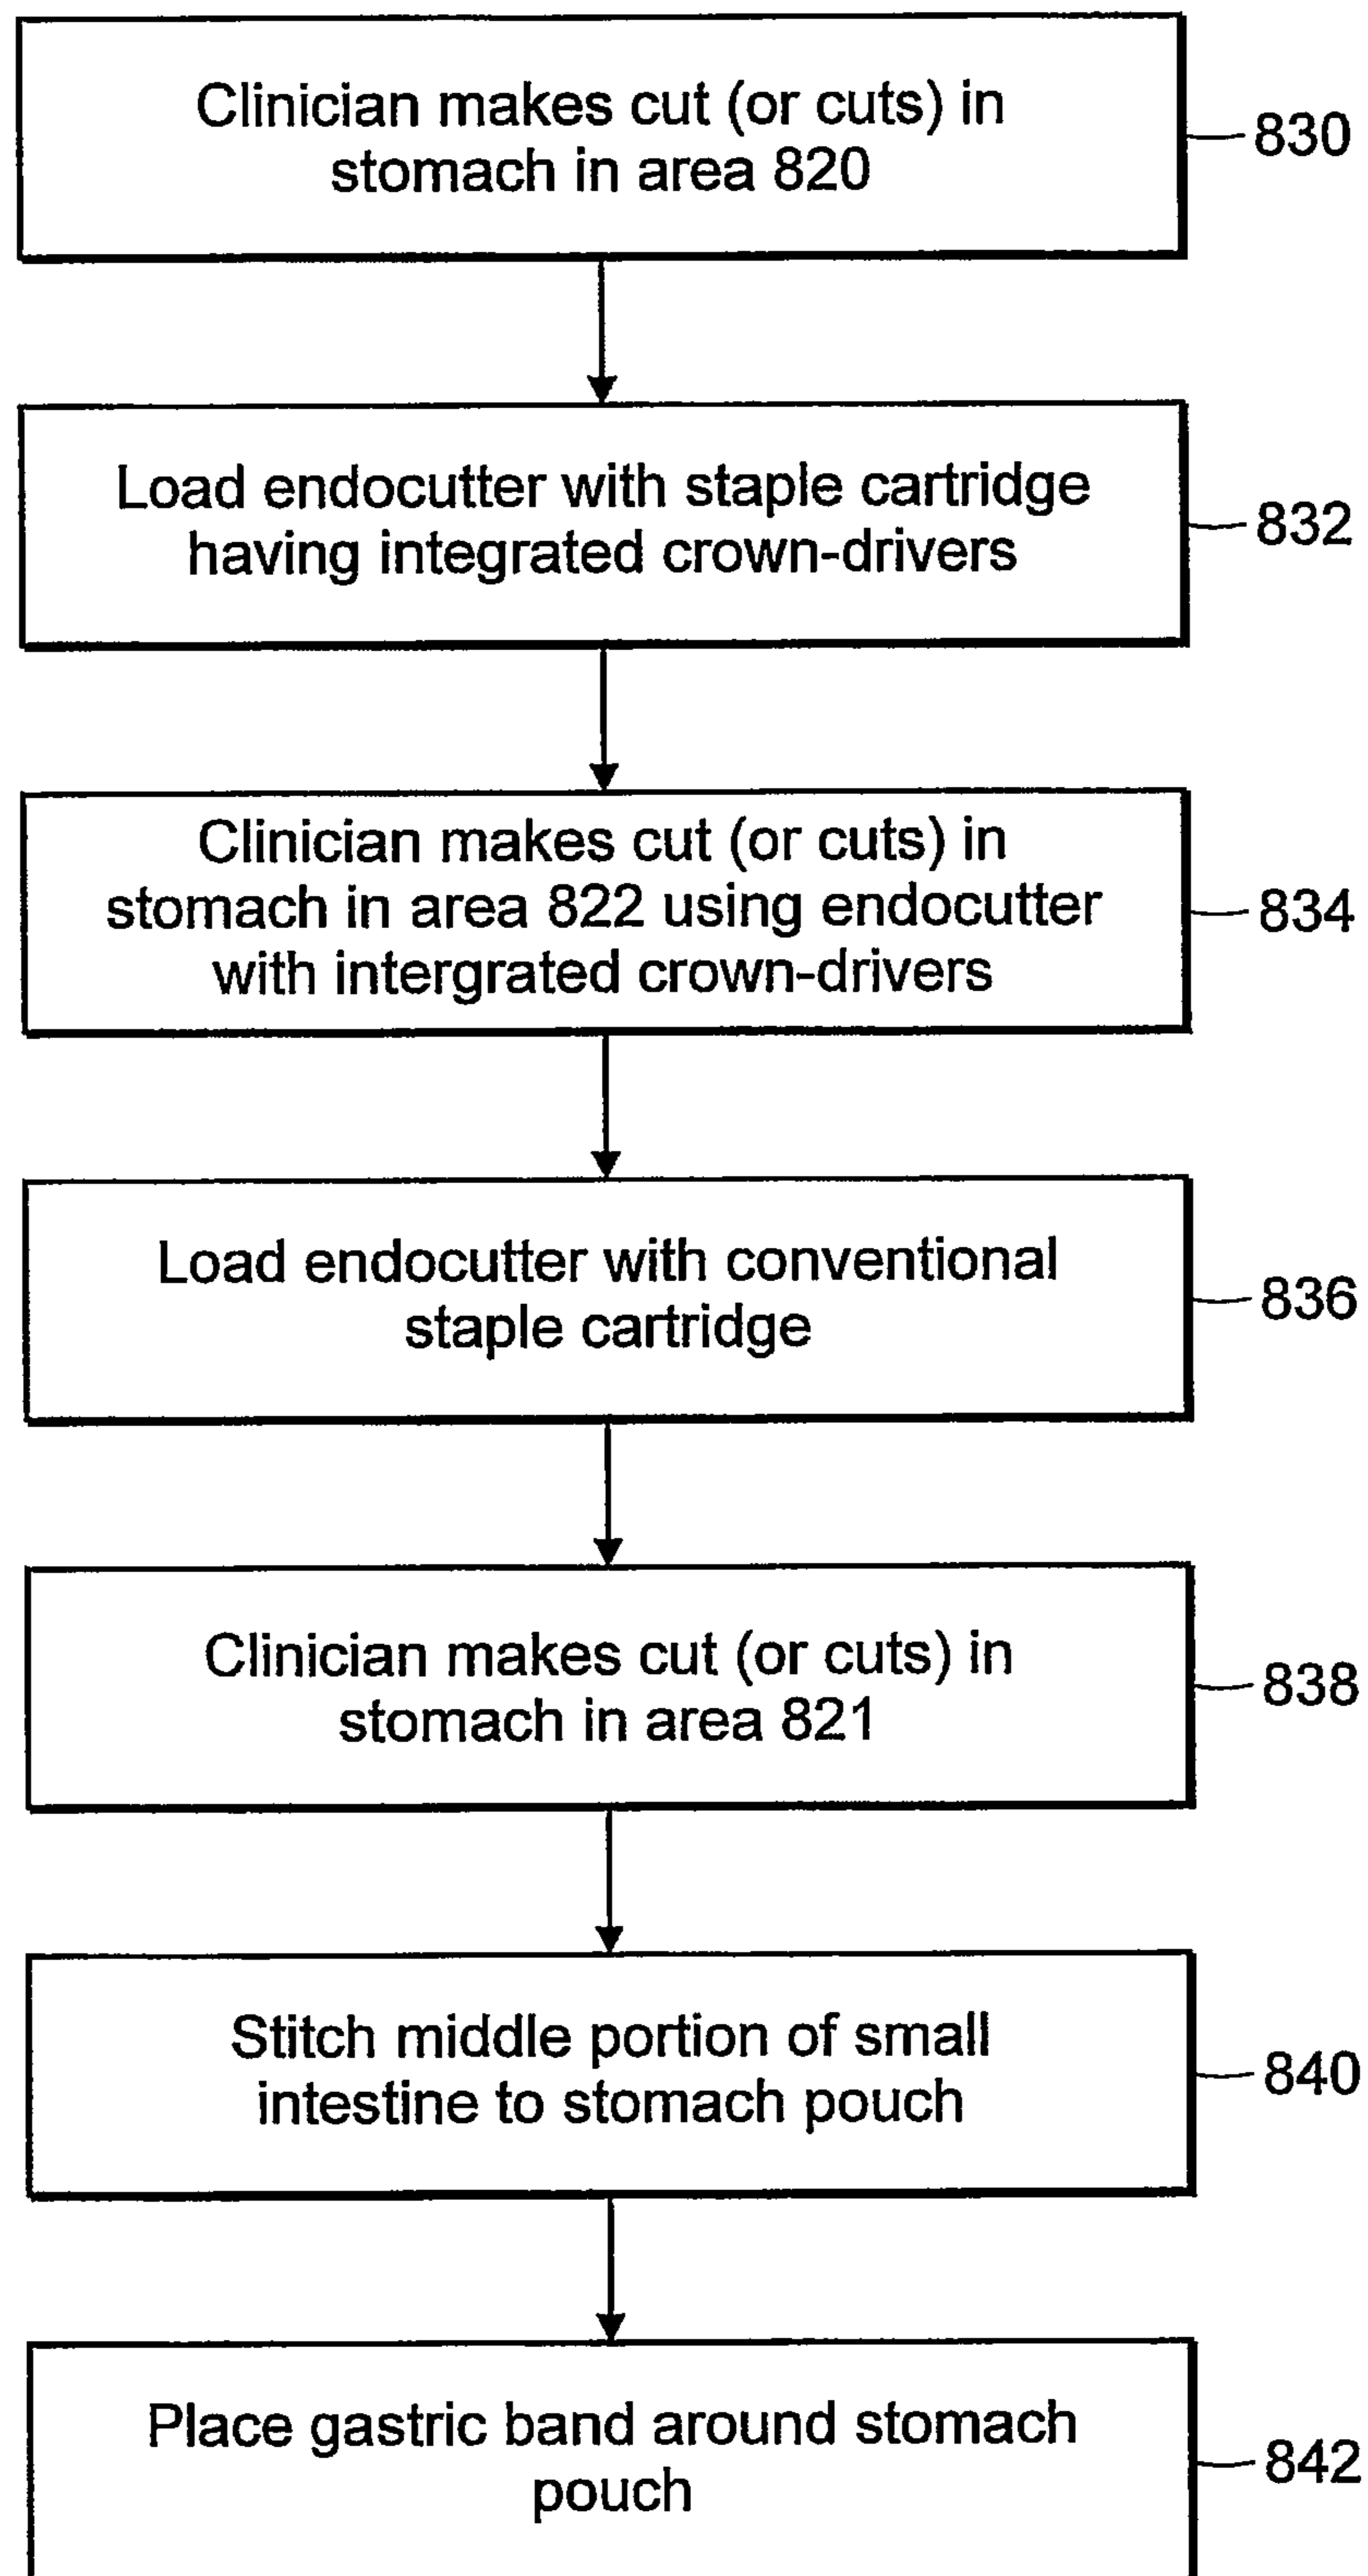 Clinician makes cut (or cuts) in
stomach in area 820
830
Load endocutter with staple cartridge
having integrated crown-drivers
832
Clinician makes cut (or cuts) in
stomach in area 822 using endocutter
with intergrated crown-drivers
834
Load endocutter with conventional
staple cartridge
836
Clinician makes cut (or cuts) in
stomach in area 821
838
Stitch middle portion of small
intestine to stomach pouch
840
Place gastric band around stomach
pouch
842